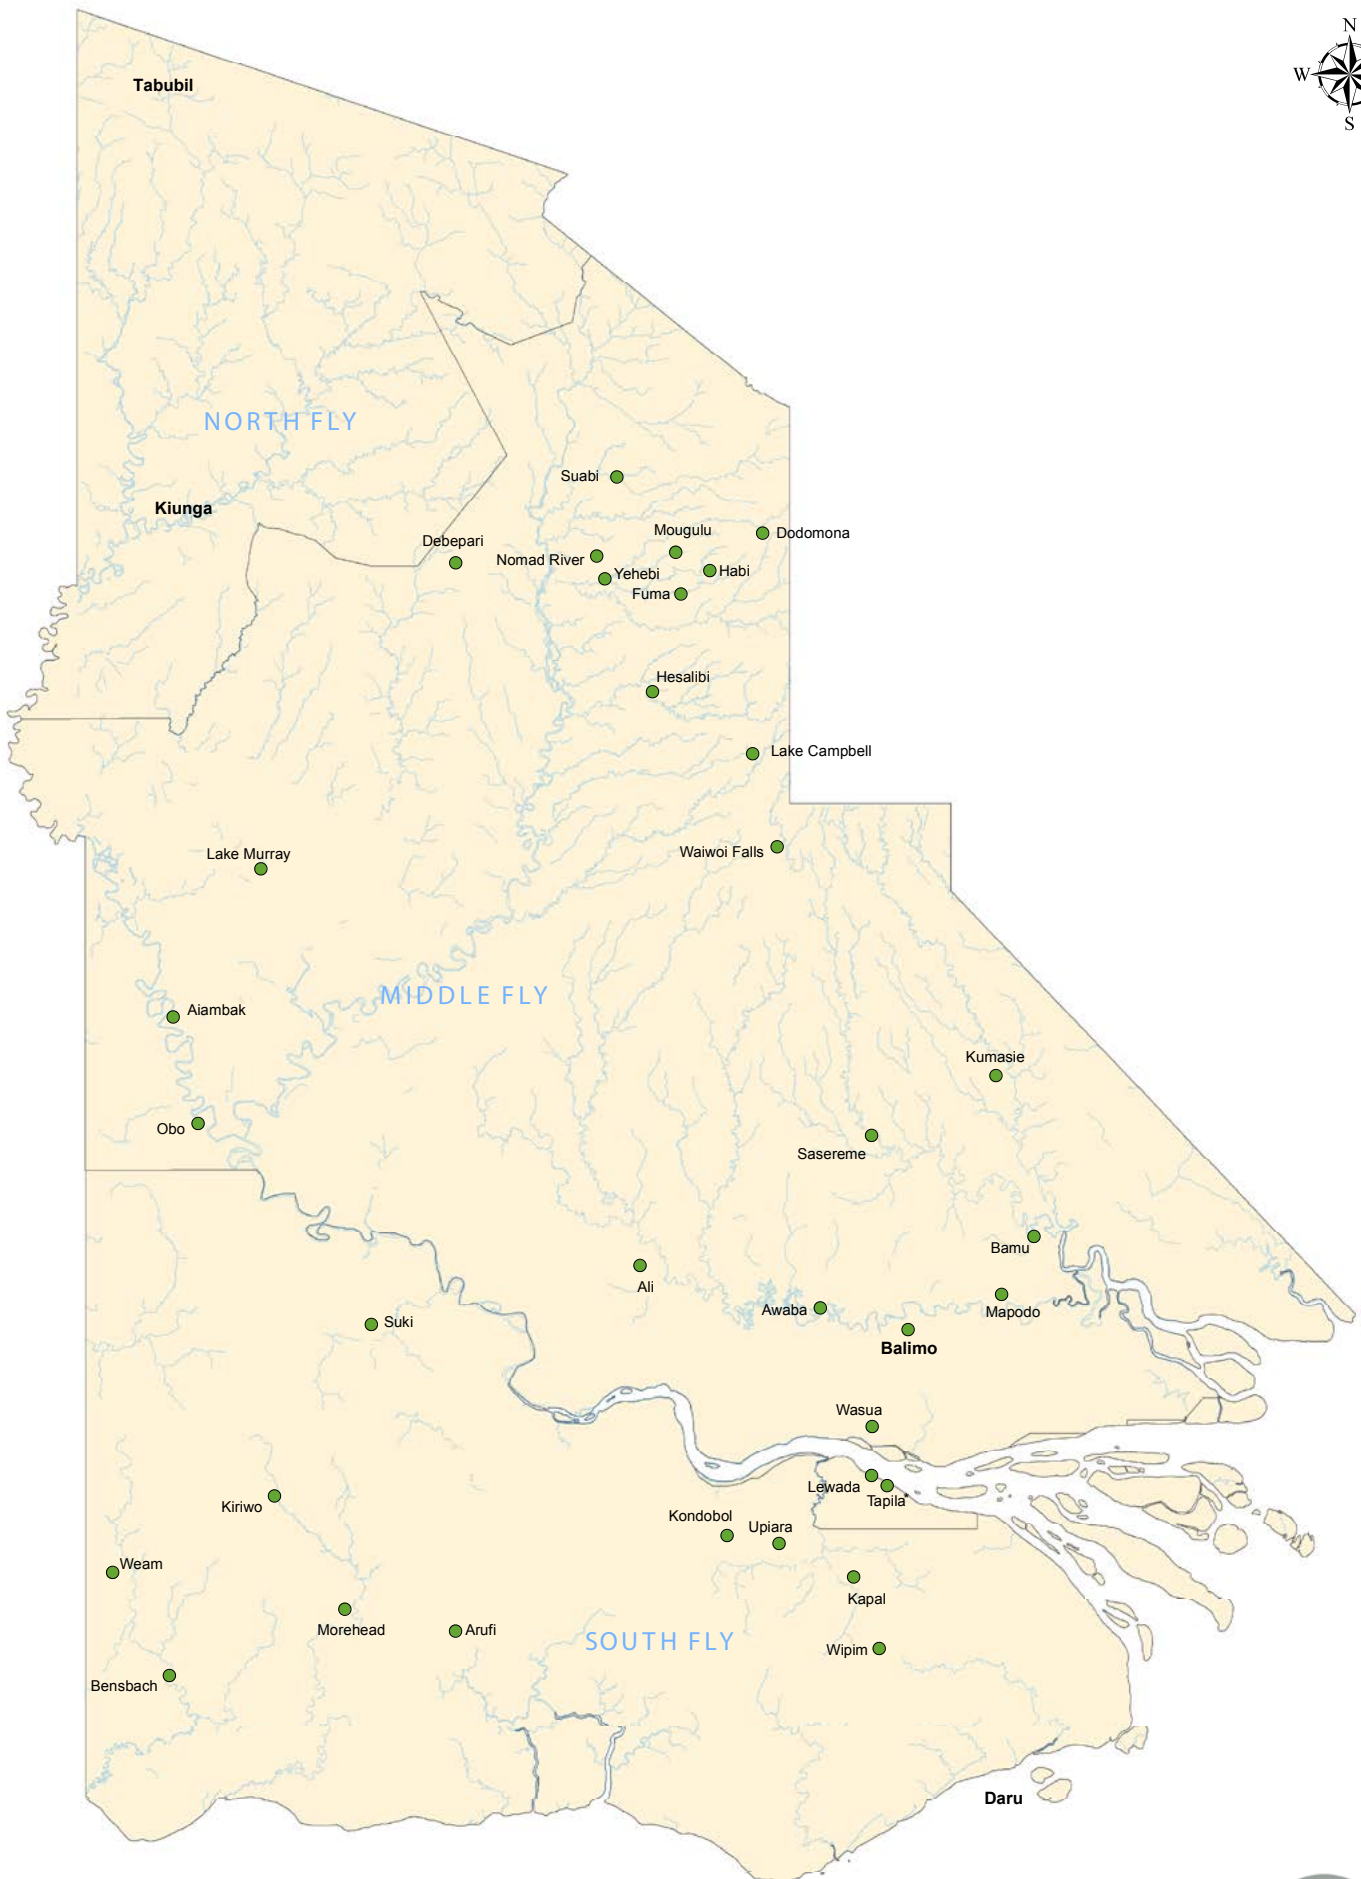 N
W
S
Tabubil
NORTH FLY
Suabi
Kiunga
Mougulu
Dodomona
Debepari
Nomad River
Habi
Yehebi
Fuma
Hesalibi
Lake Campbell
Waiwoi Falls
Lake Murray
MIDDLE FLY
Aiambak
Kumasie
Obo
Sasereme
Bamu
Ali
Awaba
Mapodo
Suki
Balimo
Wasua
Lewada
Tapila*
Kiriwo
Kondobol
Upiara
Weam
Kapal
Morehead
Arufi
SOUTH FLY
Wipim
Bensbach
Daru